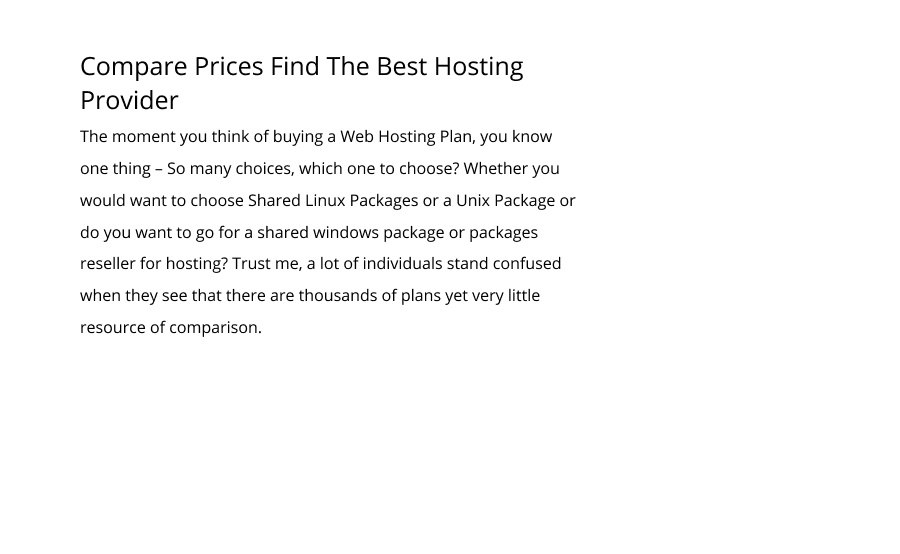 Compare Prices Find The Best Hosting
Provider
The moment you think of buying a Web Hosting Plan, you know
one thing – So many choices, which one to choose? Whether you
would want to choose Shared Linux Packages or a Unix Package or
do you want to go for a shared windows package or packages
reseller for hosting? Trust me, a lot of individuals stand confused
when they see that there are thousands of plans yet very little
resource of comparison.